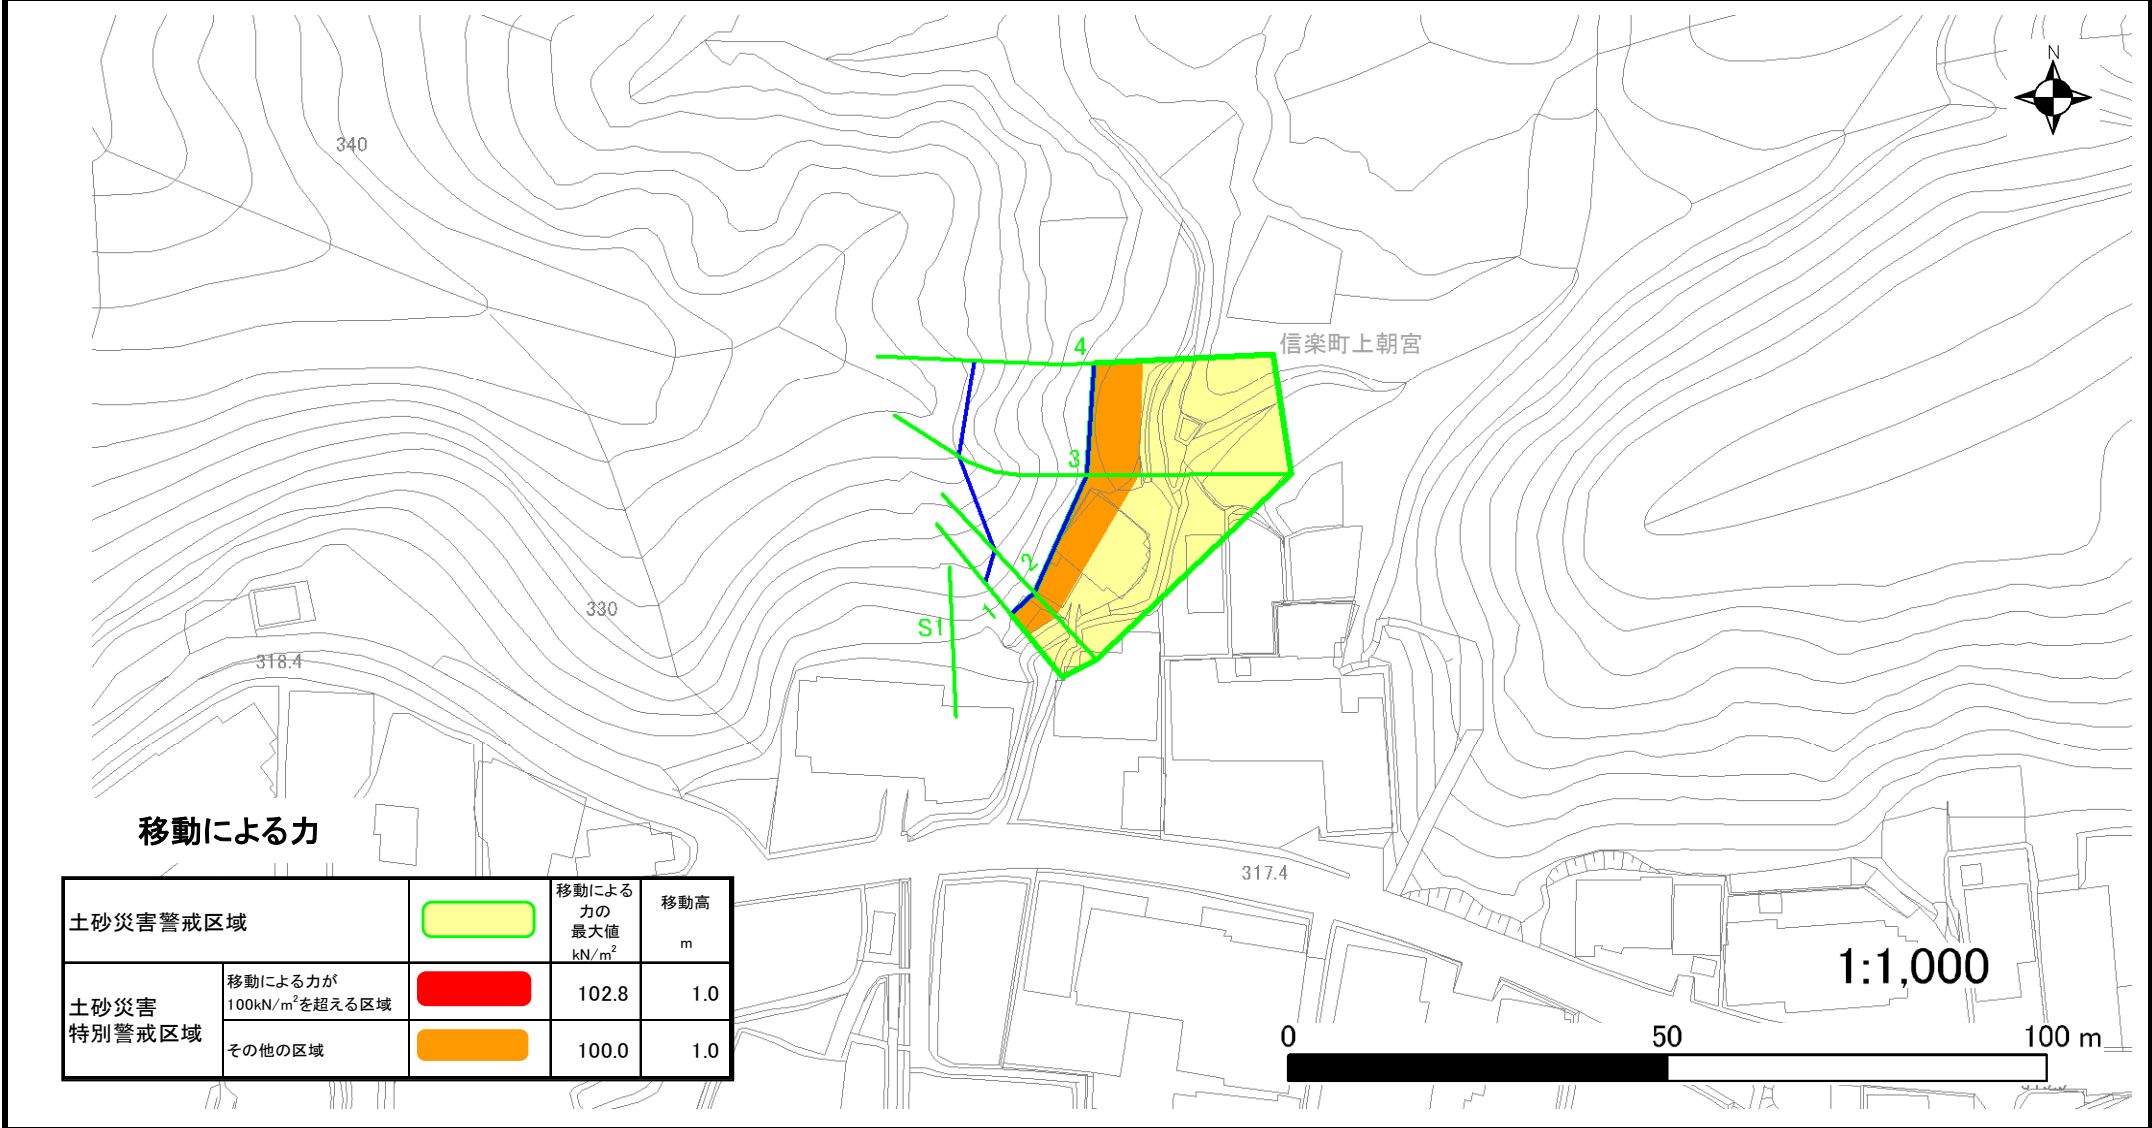 N
340
信楽町上朝宮
4
3
2
1
S1
330
318.4
317.4
移動による力
土砂災害警戒区域
移動による
力の
最大値
kN/m²
移動高
m
土砂災害
特別警戒区域
移動による力が
100kN/m²を超える区域
102.8
1.0
その他の区域
100.0
1.0
1:1,000
0 50 100 m